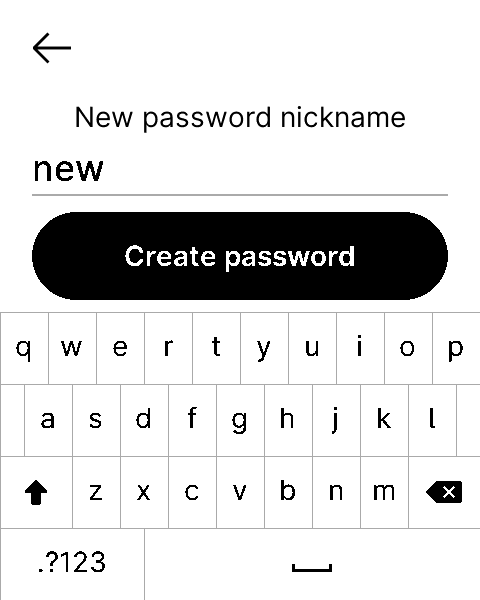 New password nickname
new
Create password
q w e r t y u i o p
a s d f g h j k l
z x c v b n m
.?123